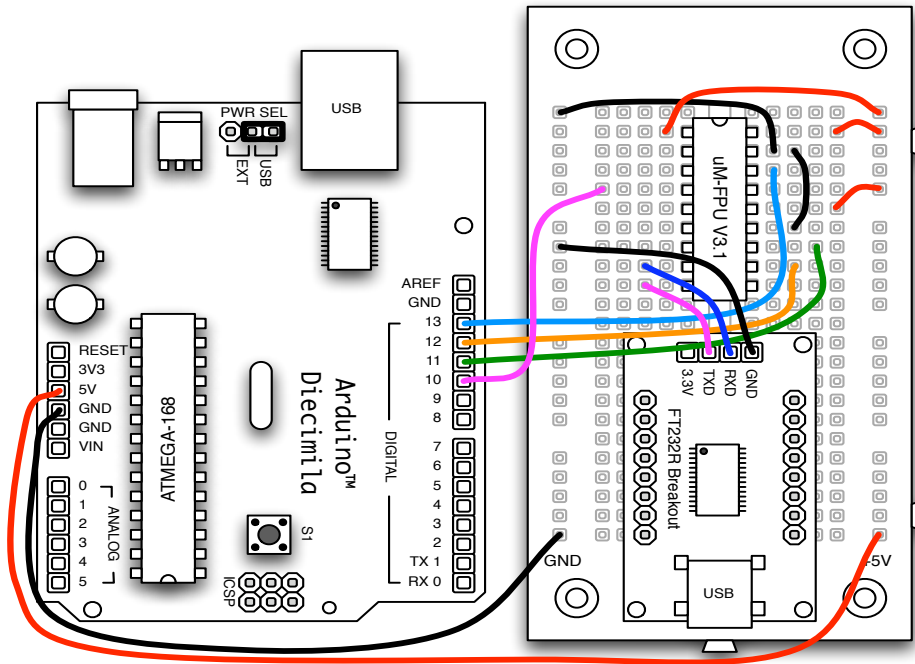 USB
PWR SEL
EXT
USB
uM-FPU V3.1
AREF
GND
13
12
11
10
9
8
7
6
5
4
3
2
TX 1
RX 0
DIGITAL
RESET
3V3
5V
GND
GND
VIN
0
1
2
3
4
5
ANALOG
ATMEGA-168
Arduino™
Diecimila
S1
ICSP
3.3V
TXD
RXD
GND
FT232R Breakout
USB
GND
+5V